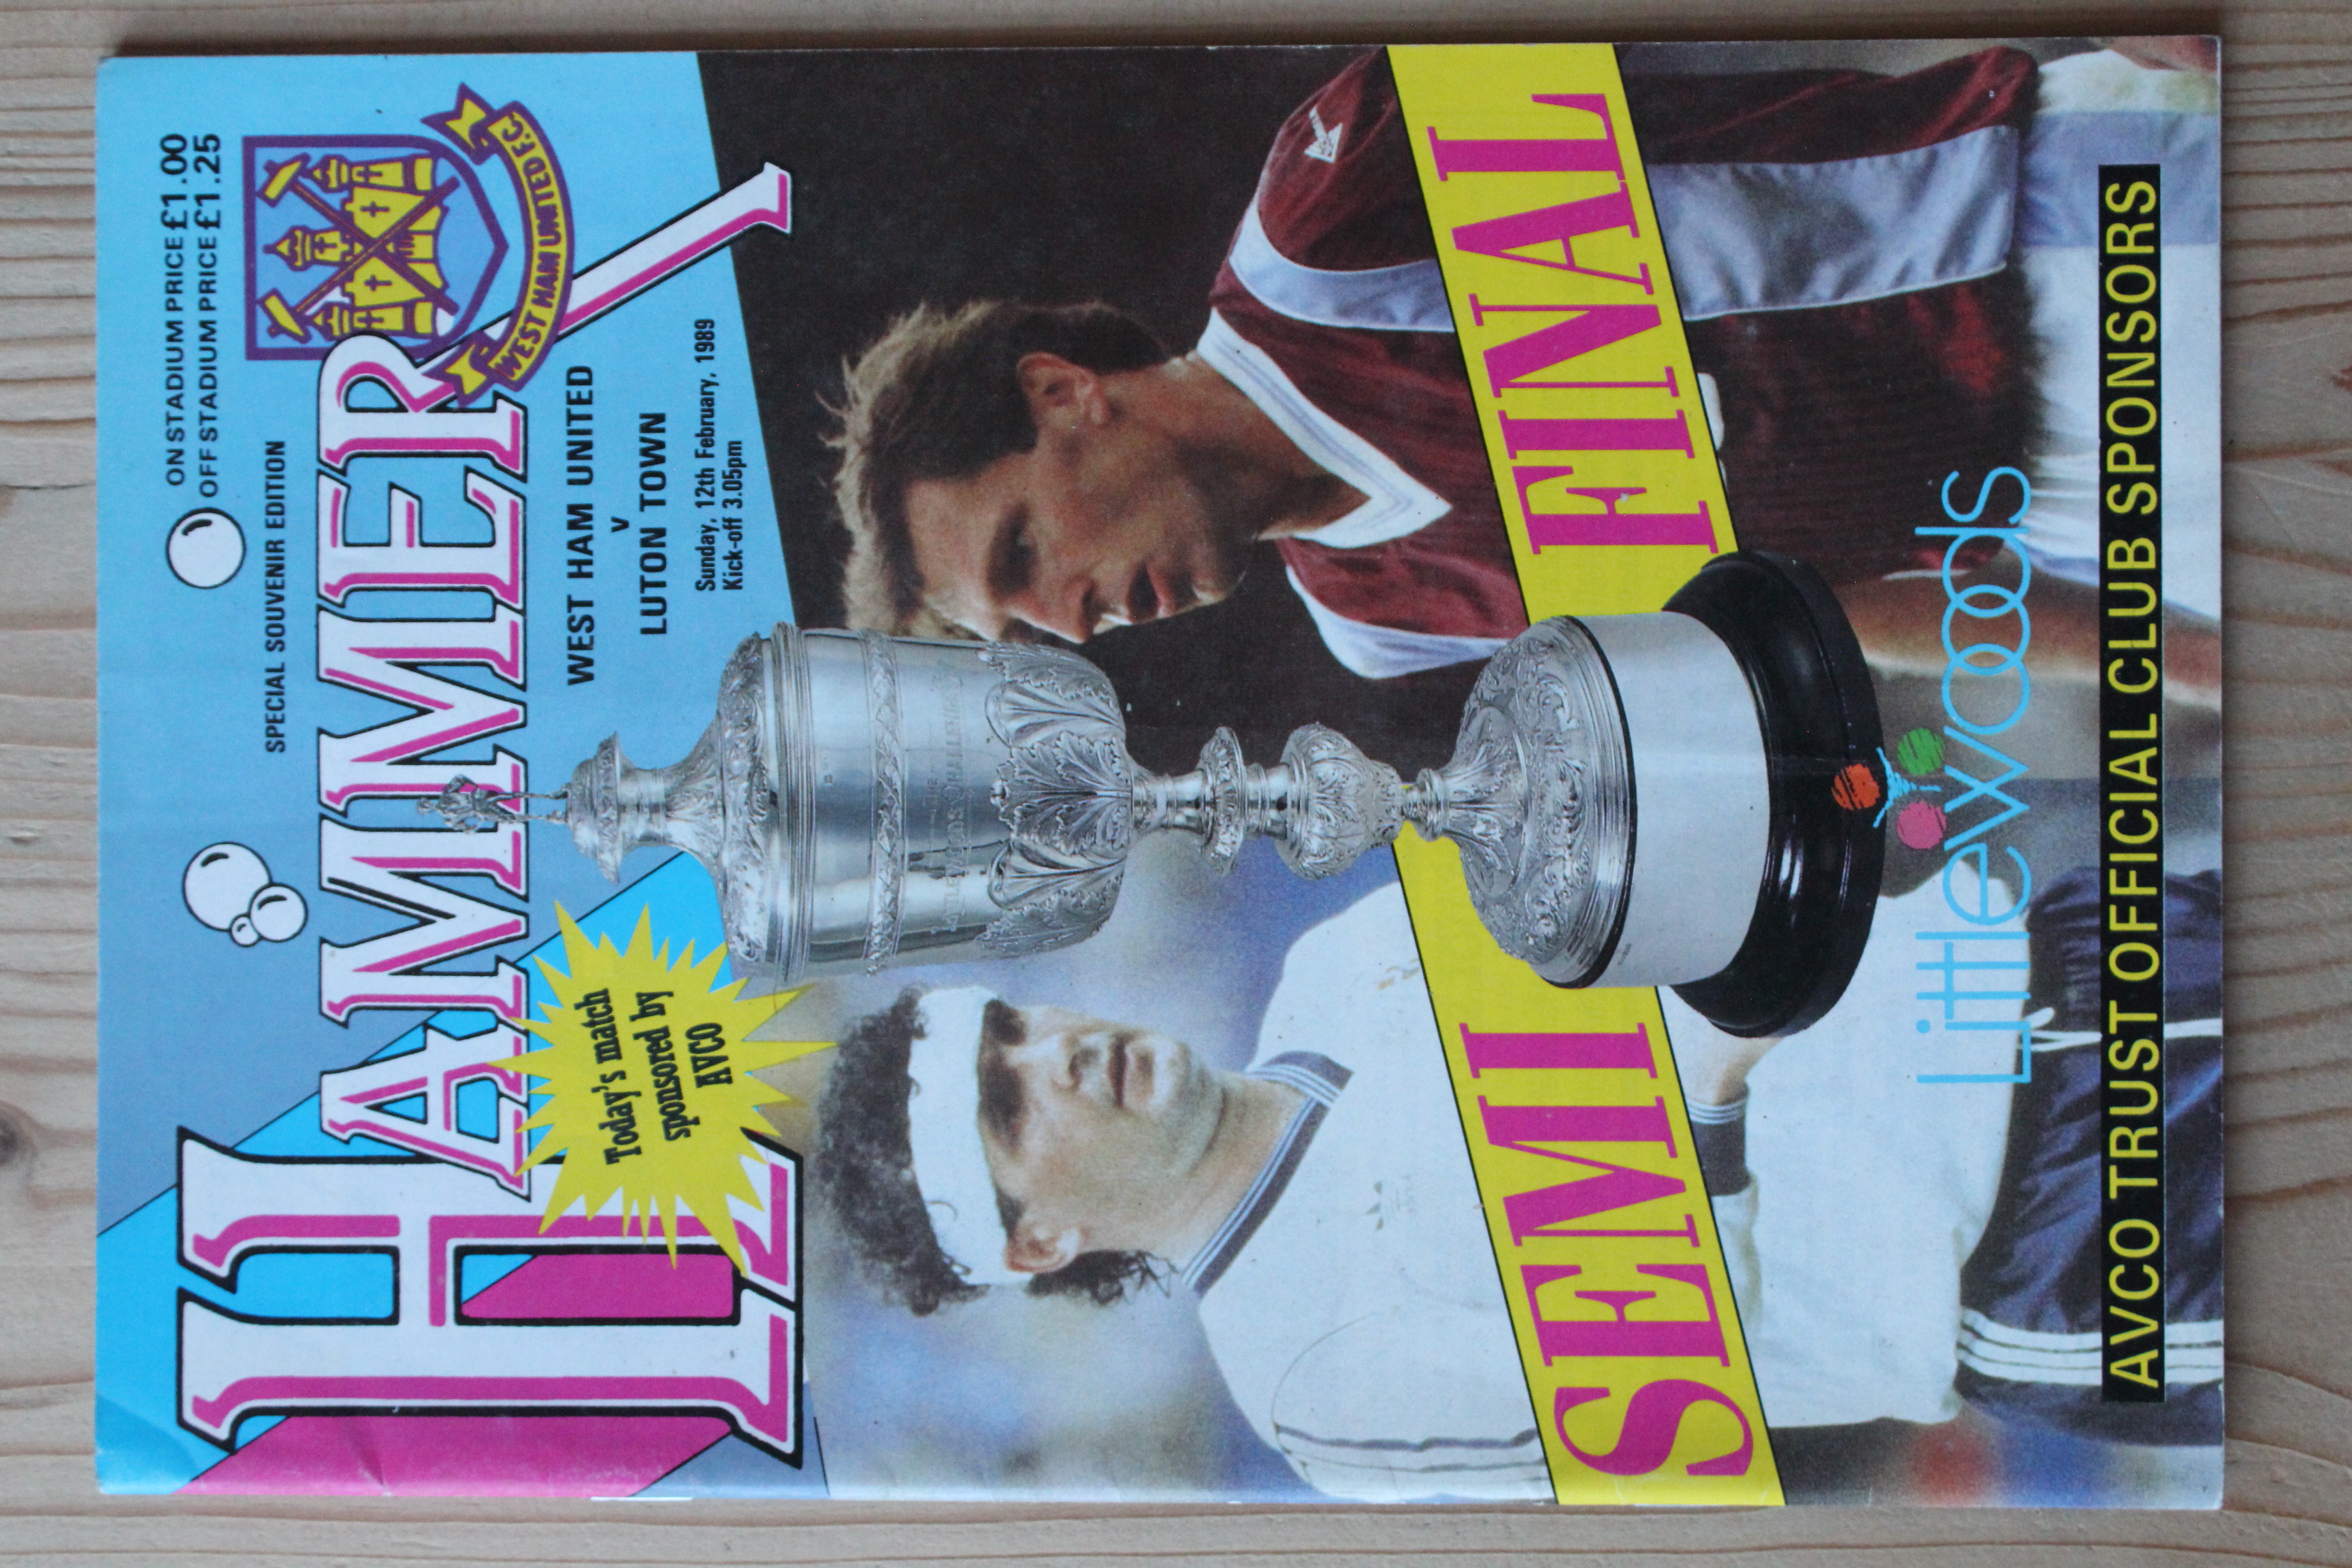 ON STADIUM PRICE £1.00
OFF STADIUM PRICE £1.25
SPECIAL SOUVENIR EDITION
HAMMER
WEST HAM UNITED F.C.
WEST HAM UNITED
v
LUTON TOWN
Sunday, 12th February, 1989
Kick-off 3.05pm
Today's match
sponsored by
AVCO
SEMI FINAL
Littlewoods
AVCO TRUST OFFICIAL CLUB SPONSORS